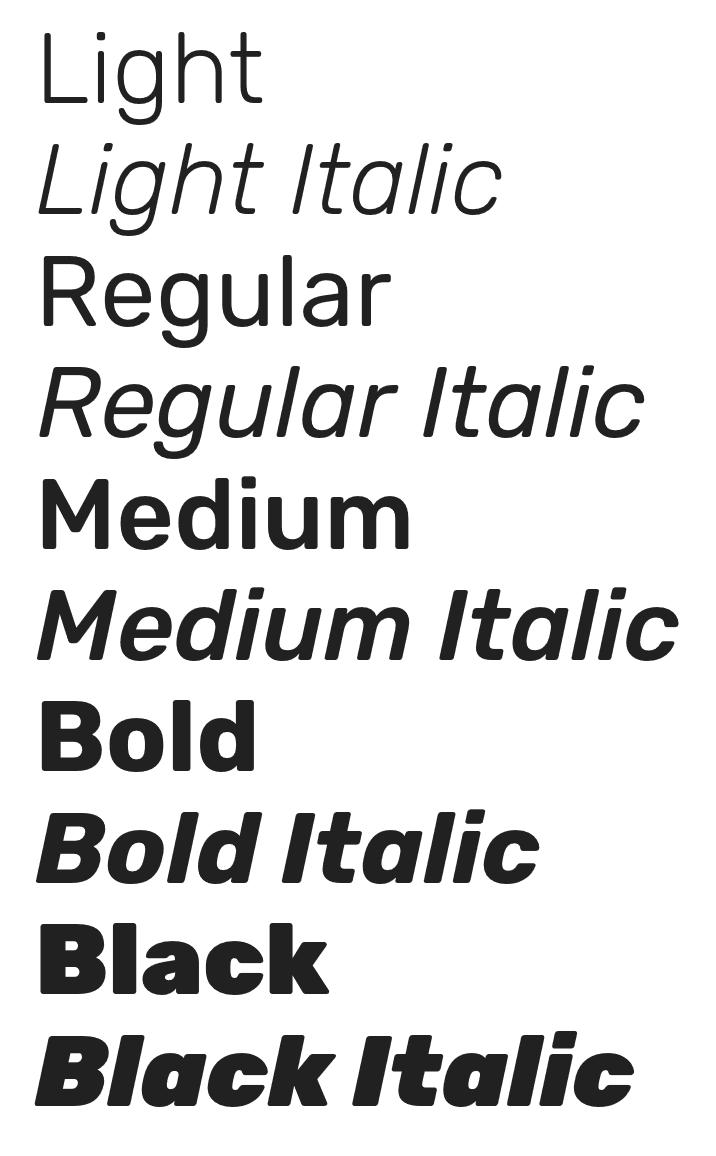 Light
Light Italic
Regular
Regular Italic
Medium
Medium Italic
Bold
Bold Italic
Black
Black Italic